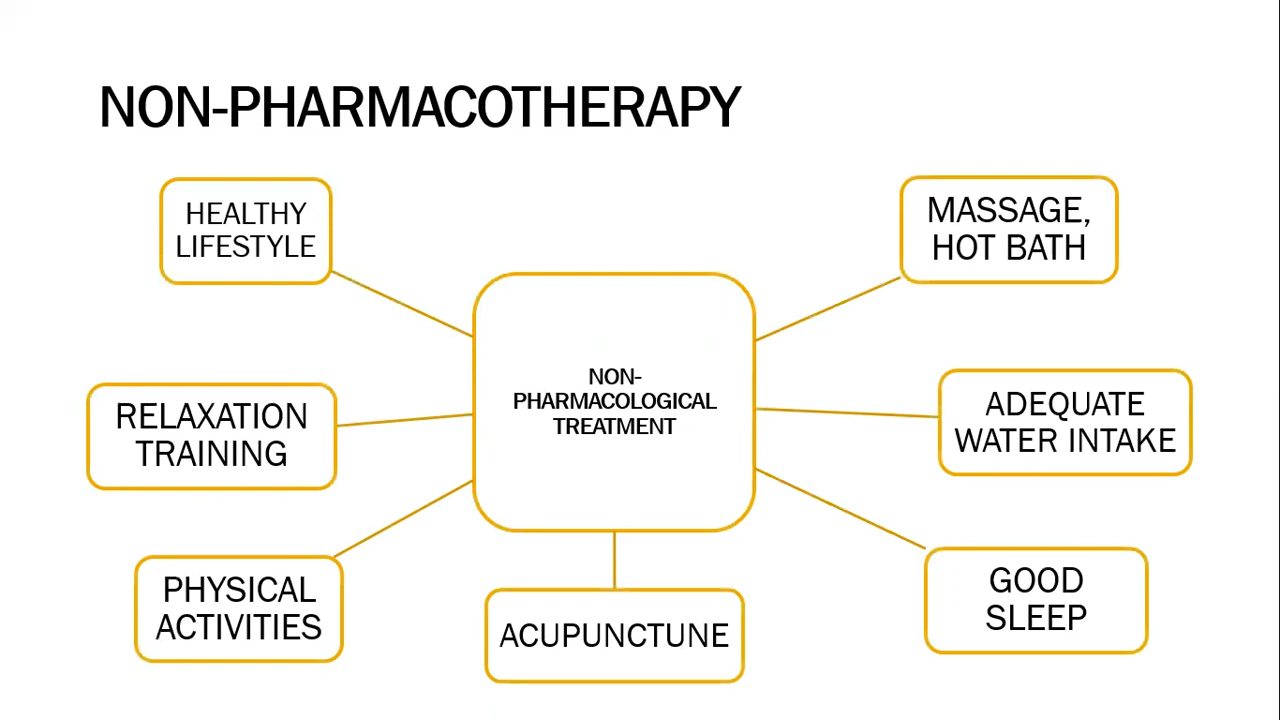 NON-PHARMACOTHERAPY
HEALTHY
LIFESTYLE
MASSAGE,
HOT BATH
NON-
PHARMACOLOGICAL
TREATMENT
RELAXATION
TRAINING
ADEQUATE
WATER INTAKE
PHYSICAL
ACTIVITIES
ACUPUNCTUNE
GOOD
SLEEP